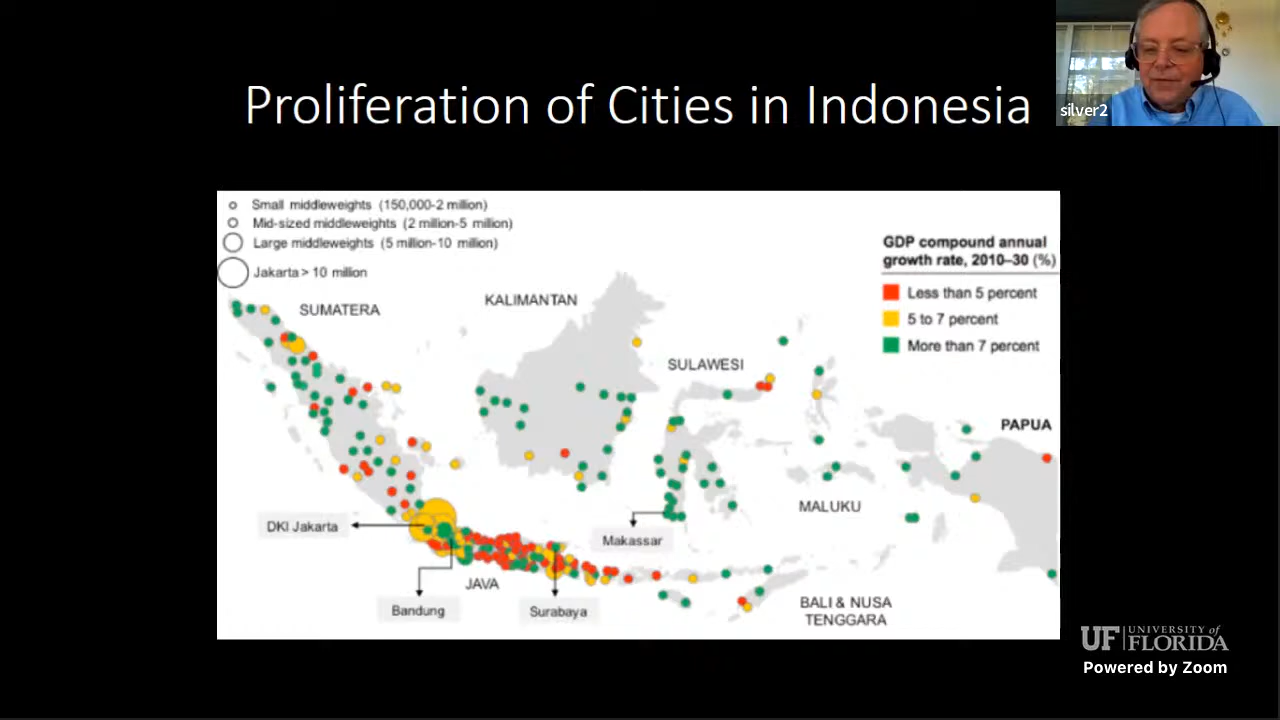 silver2
Proliferation of Cities in Indonesia
Small middleweights (150,000-2 million)
Mid-sized middleweights (2 million-5 million)
Large middleweights (5 million-10 million)
Jakarta > 10 million
GDP compound annual
growth rate, 2010–30 (%)
Less than 5 percent
5 to 7 percent
More than 7 percent
SUMATERA
KALIMANTAN
SULAWESI
PAPUA
MALUKU
DKI Jakarta
Makassar
JAVA
Bandung
Surabaya
BALI & NUSA
TENGGARA
UF UNIVERSITY of
FLORIDA
Powered by Zoom